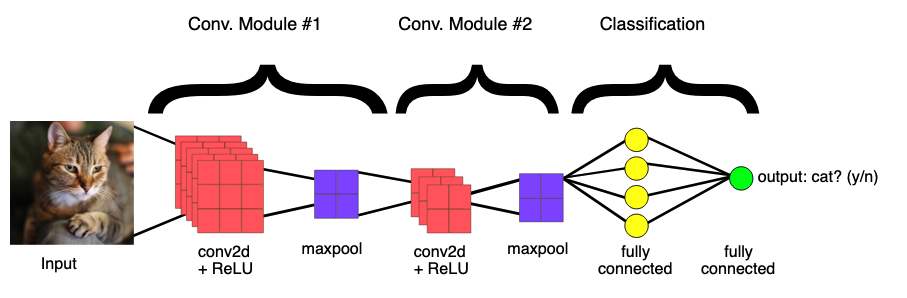 Conv. Module #1
Conv. Module #2
Classification
output: cat? (y/n)
Input
conv2d
+ ReLU
maxpool
conv2d
+ ReLU
maxpool
fully
connected
fully
connected